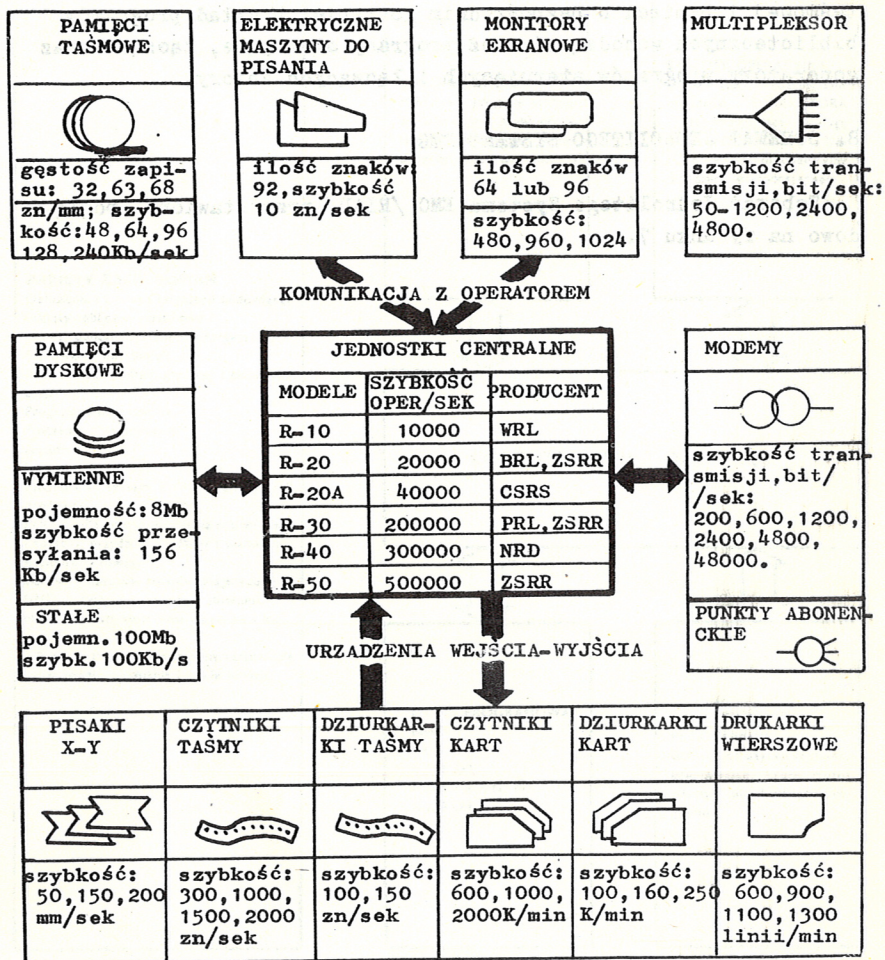 PAMIĘCI
TAŚMOWE
gęstość zapi-
su: 32,63,68
zn/mm; szyb-
kość:48,64,96
128,240Kb/sek
ELEKTRYCZNE
MASZYNY DO
PISANIA
ilość znaków:
92,szybkość
10 zn/sek
MONITORY
EKRANOWE
ilość znaków
64 lub 96
szybkość:
480,960,1024
MULTIPLEKSOR
szybkość tran-
smisji,bit/sek:
50-1200,2400,
4800.
KOMUNIKACJA Z OPERATOREM
PAMIĘCI
DYSKOWE
WYMIENNE
pojemność:8Mb
szybkość prze-
syłania: 156
Kb/sek
STAŁE
pojemn.100Mb
szybk.100Kb/s
JEDNOSTKI CENTRALNE
MODELE SZYBKOŚĆ OPER/SEK PRODUCENT
R-10 10000 WRL
R-20 20000 BRL,ZSRR
R-20A 40000 CSRS
R-30 200000 PRL,ZSRR
R-40 300000 NRD
R-50 500000 ZSRR
MODEMY
szybkość tran-
smisji,bit/
/sek:
200,600,1200,
2400,4800,
48000.
PUNKTY ABONEN-
CKIE
URZADZENIA WEJŚCIA-WYJŚCIA
PISAKI
X-Y
szybkość:
50,150,200
mm/sek
CZYTNIKI
TAŚMY
szybkość:
300,1000,
1500,2000
zn/sek
DZIURKAR-
KI TAŚMY
szybkość:
100,150
zn/sek
CZYTNIKI
KART
szybkość:
600,1000,
2000K/min
DZIURKARKI
KART
szybkość:
100,160,250
K/min
DRUKARKI
WIERSZOWE
szybkość:
600,900,
1100,1300
linii/min